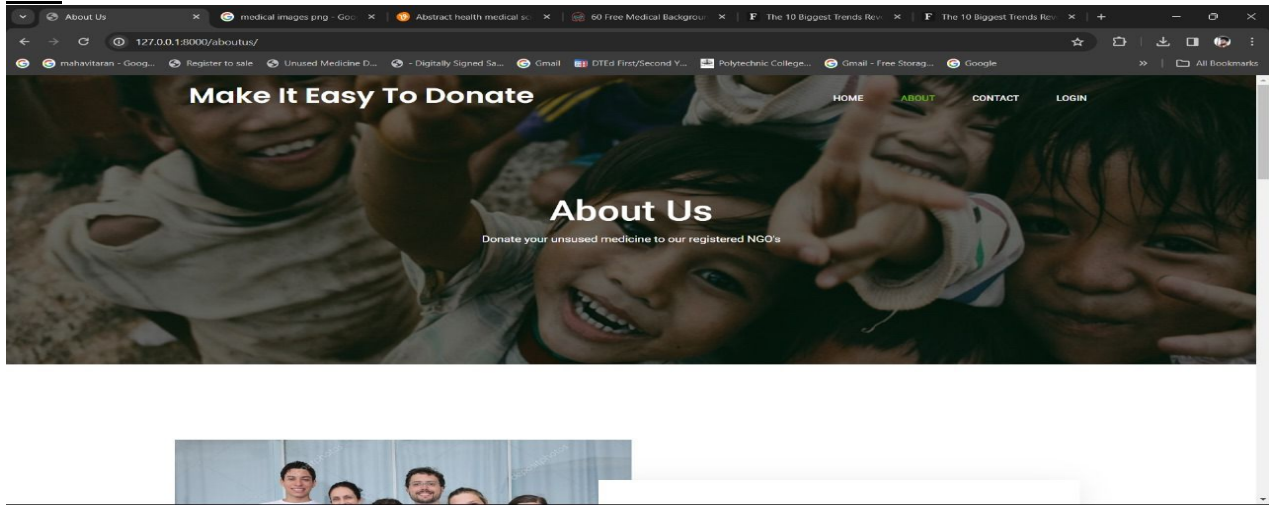 About Us
medical images png - Goo
Abstract health medical sc
60 Free Medical Backgrour
The 10 Biggest Trends Rev
The 10 Biggest Trends Rev
127.0.0.1:8000/aboutus/
mahavitaran - Goog...
Register to sale
Unused Medicine D...
- Digitally Signed Sa...
Gmail
DTEd First/Second Y...
Polytechnic College...
Gmail - Free Storag...
Google
All Bookmarks
Make It Easy To Donate
HOME ABOUT CONTACT LOGIN
About Us
Donate your unsused medicine to our registered NGO's